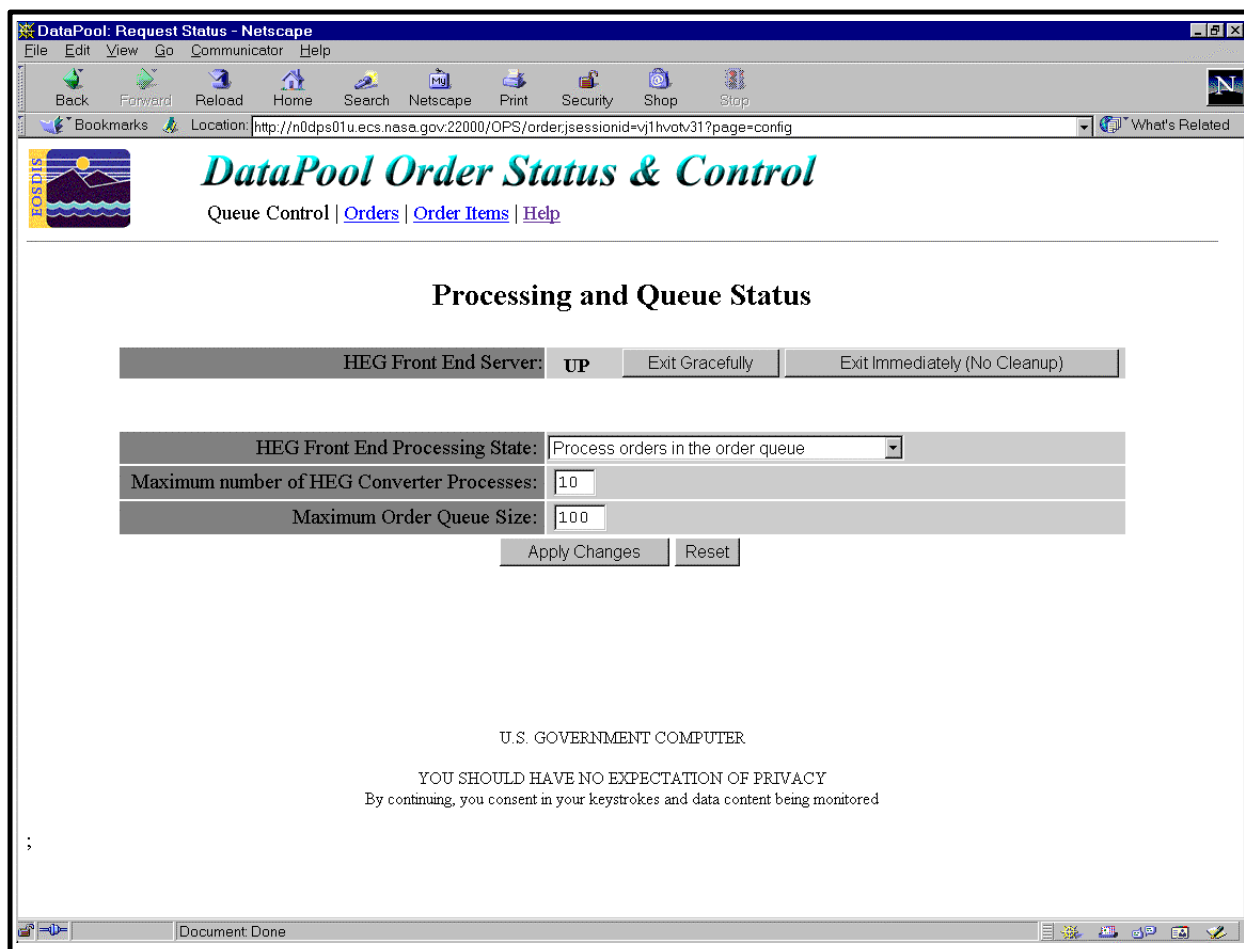 DataPool: Request Status - Netscape
File Edit View Go Communicator Help
Back Forward Reload Home Search Netscape Print Security Shop Stop
My
N
Bookmarks Location: http://n0dps01u.ecs.nasa.gov:22000/OPS/order;jsessionid=vj1hvotv31?page=config What's Related
EOSDIS
DataPool Order Status & Control
Queue Control | Orders | Order Items | Help
Processing and Queue Status
HEG Front End Server: UP Exit Gracefully Exit Immediately (No Cleanup)
HEG Front End Processing State: Process orders in the order queue
Maximum number of HEG Converter Processes: 10
Maximum Order Queue Size: 100
Apply Changes Reset
U.S. GOVERNMENT COMPUTER
YOU SHOULD HAVE NO EXPECTATION OF PRIVACY
By continuing, you consent in your keystrokes and data content being monitored
;
Document: Done